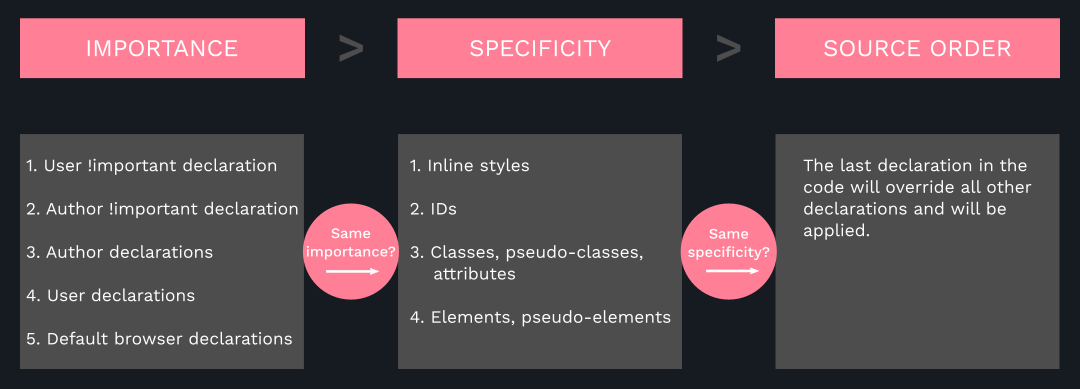 IMPORTANCE > SPECIFICITY > SOURCE ORDER
1. User !important declaration
2. Author !important declaration
3. Author declarations
4. User declarations
5. Default browser declarations
Same
importance?
1. Inline styles
2. IDs
3. Classes, pseudo-classes,
attributes
4. Elements, pseudo-elements
Same
specificity?
The last declaration in the
code will override all other
declarations and will be
applied.